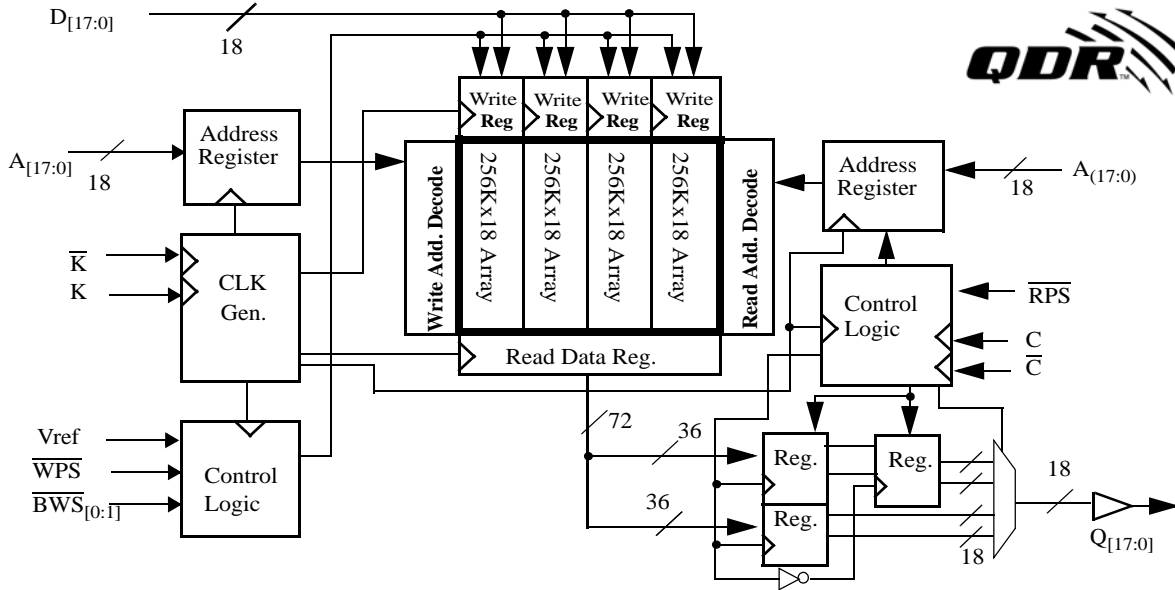 D[17:0]
18
QDR
TM
Write Reg
Write Reg
Write Reg
Write Reg
Address Register
A[17:0]
18
Write Add. Decode
256Kx18 Array
256Kx18 Array
256Kx18 Array
256Kx18 Array
Read Add. Decode
Address Register
18
A(17:0)
K̅
K
CLK Gen.
Control Logic
R̅P̅S̅
C
C̅
Read Data Reg.
72
36
Vref
W̅P̅S̅
B̅W̅S̅[0:1]
Control Logic
Reg.
Reg.
36
Reg.
18
18
Q[17:0]